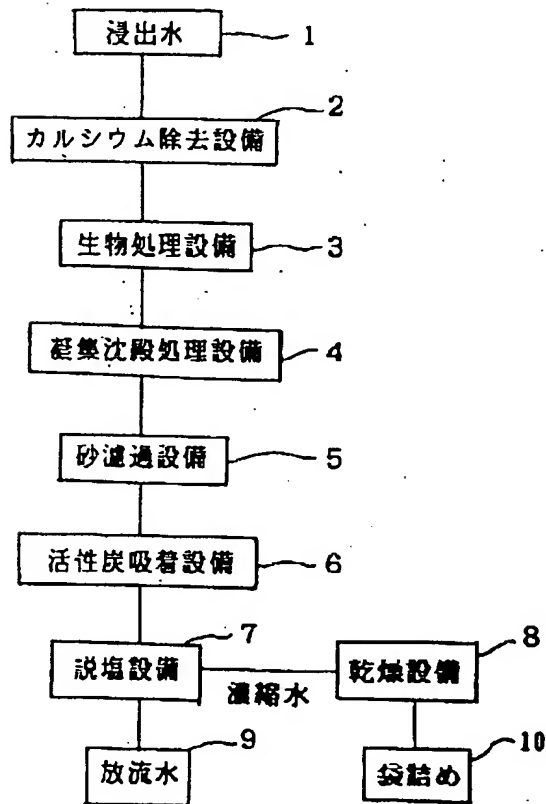 浸出水 1
カルシウム除去設備 2
生物処理設備 3
凝集沈殿処理設備 4
砂濾過設備 5
活性炭吸着設備 6
説塩設備 7
濃縮水
乾燥設備 8
放流水 9
袋詰め 10